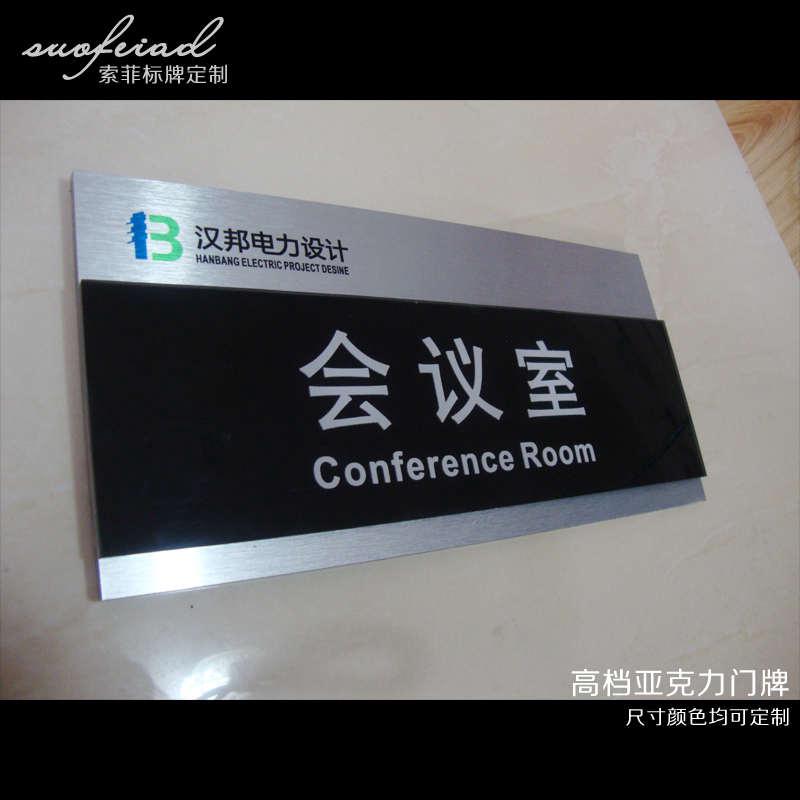 suofeiad
索菲标牌定制
汉邦电力设计
HANBANG ELECTRIC PROJECT DESINE
会议室
Conference Room
高档亚克力门牌
尺寸颜色均可定制